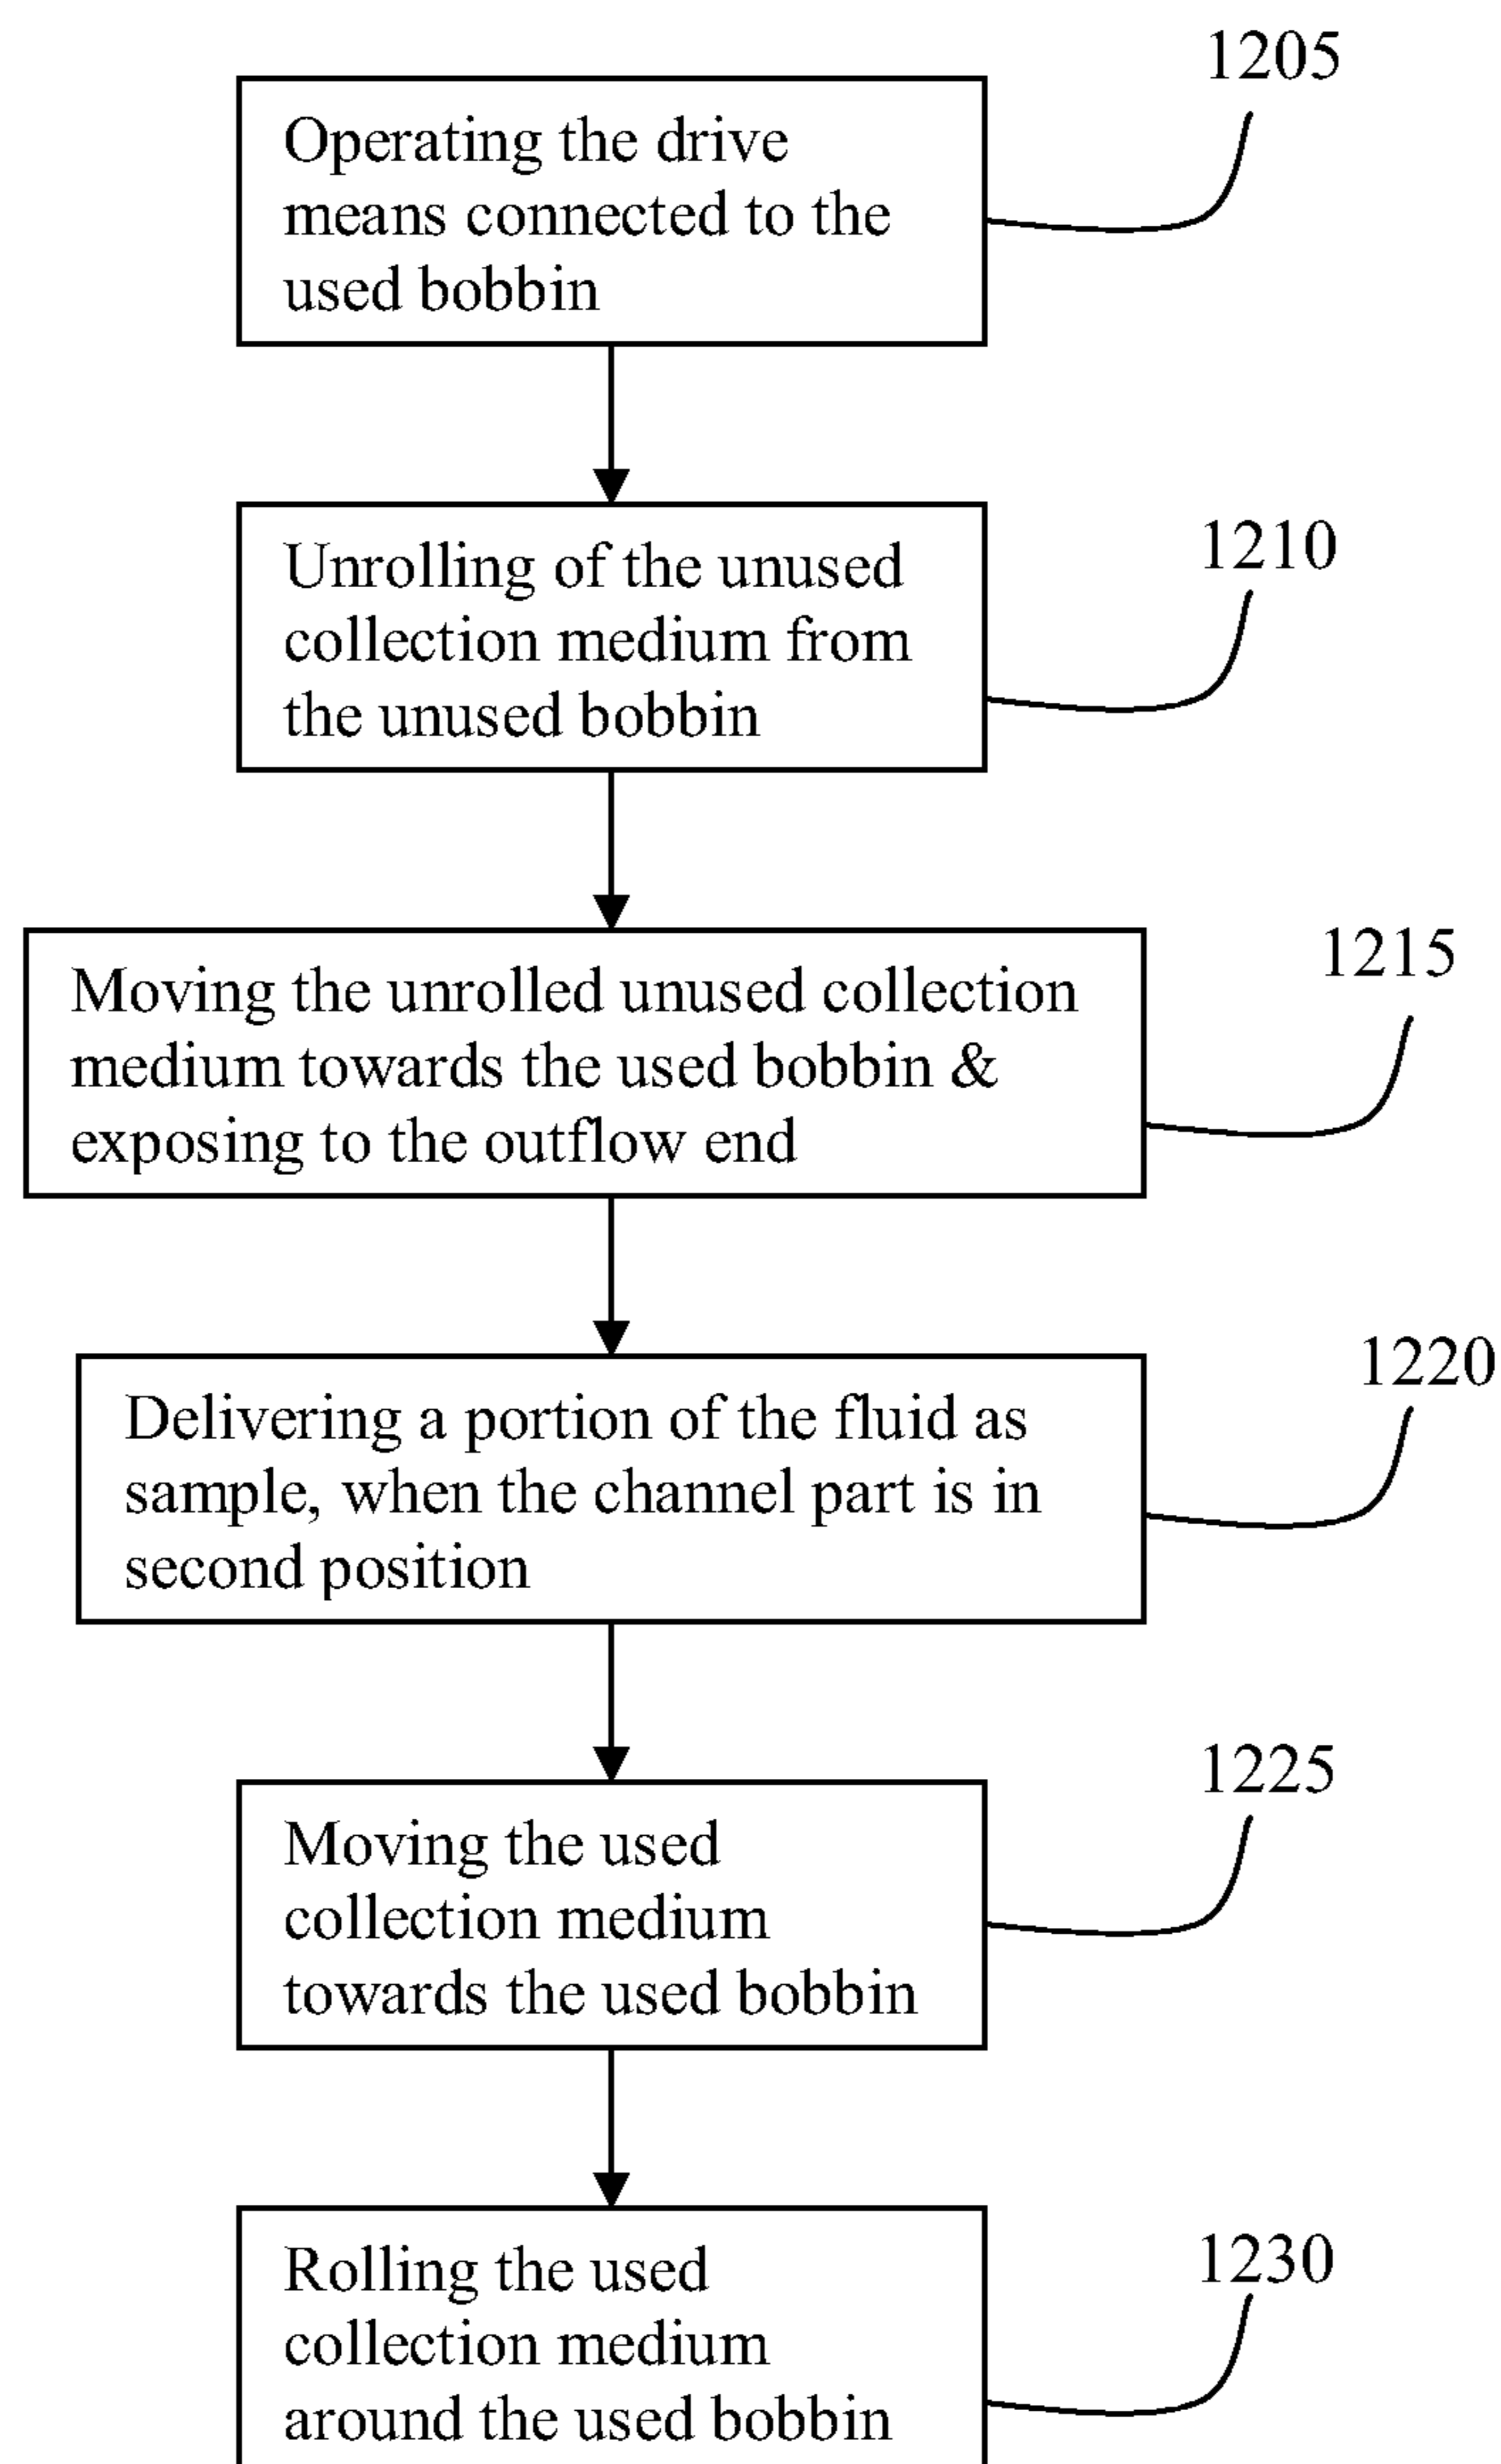 1205
Operating the drive
means connected to the
used bobbin
1210
Unrolling of the unused
collection medium from
the unused bobbin
1215
Moving the unrolled unused collection
medium towards the used bobbin &
exposing to the outflow end
1220
Delivering a portion of the fluid as
sample, when the channel part is in
second position
1225
Moving the used
collection medium
towards the used bobbin
1230
Rolling the used
collection medium
around the used bobbin